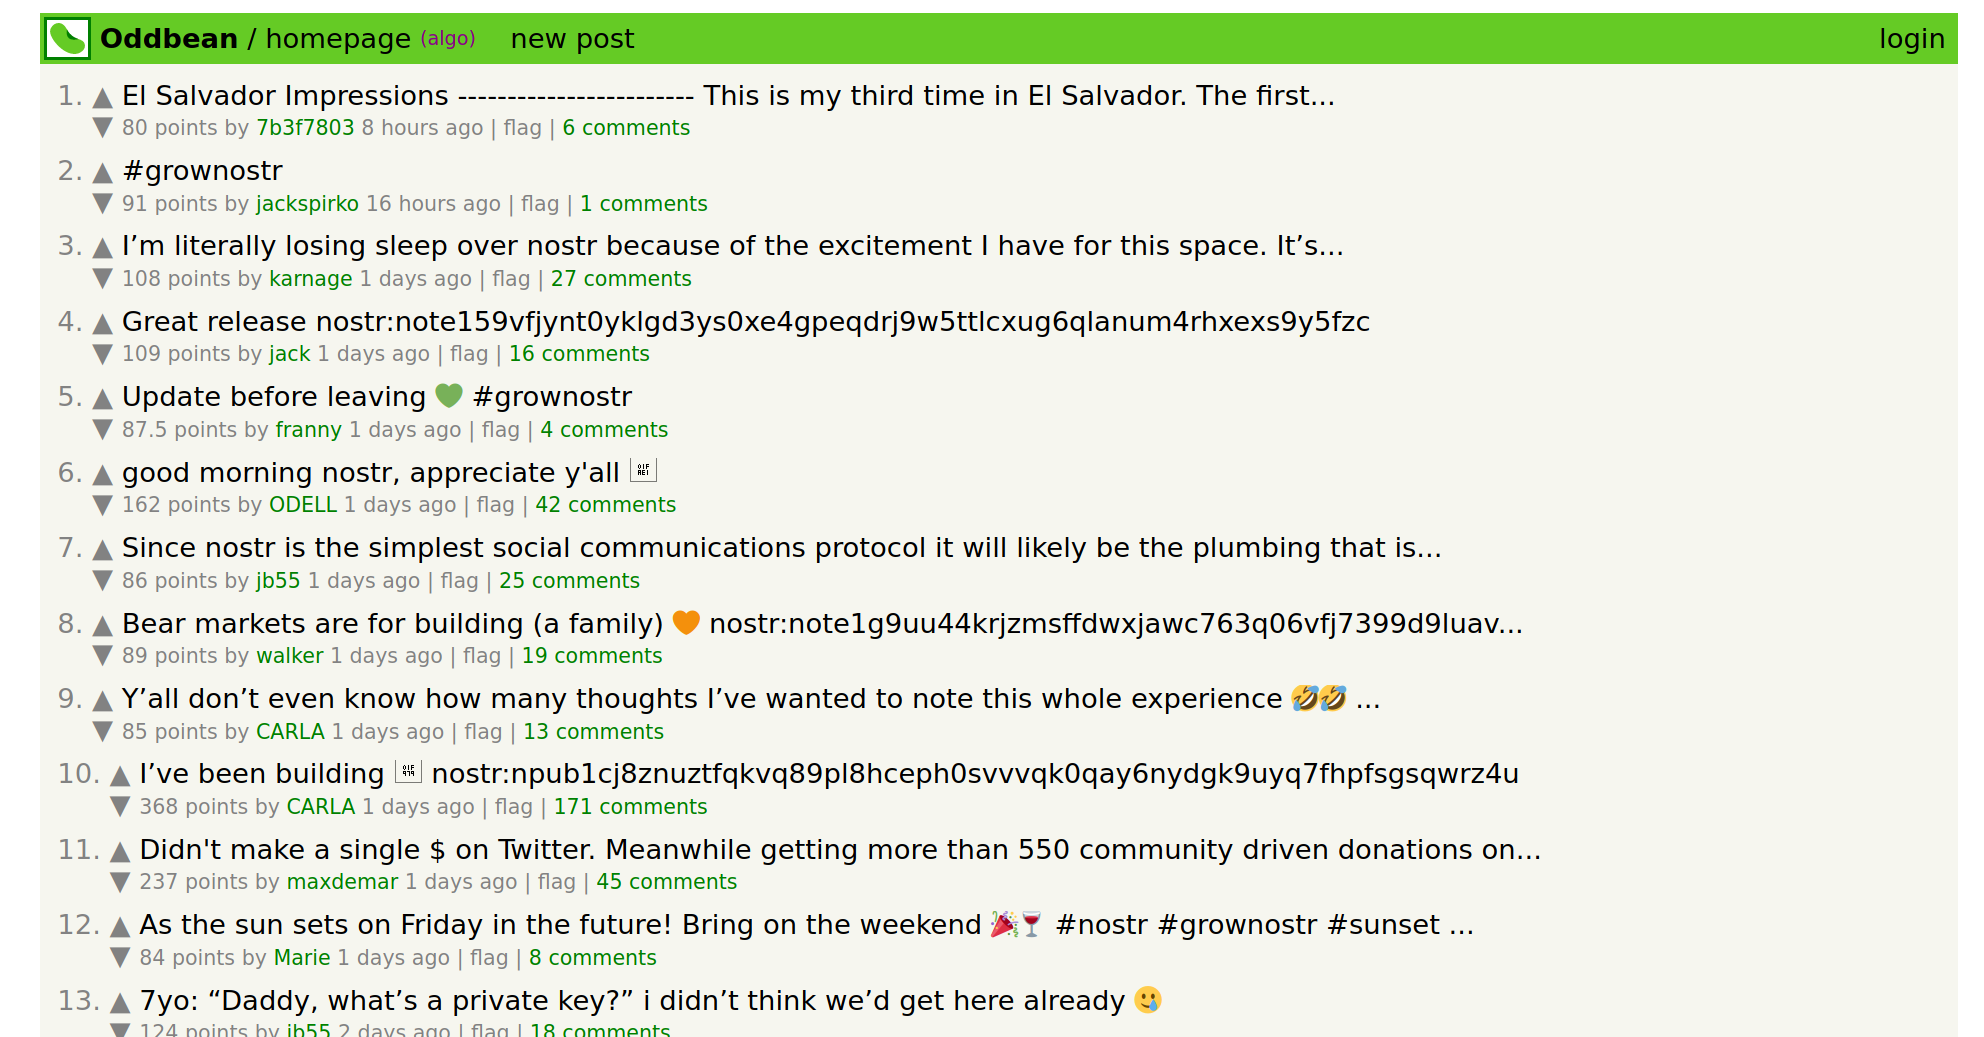 Oddbean / homepage (algo) new post login
1. ▲ El Salvador Impressions ------------------------ This is my third time in El Salvador. The first...
▼ 80 points by 7b3f7803 8 hours ago | flag | 6 comments
2. ▲ #grownostr
▼ 91 points by jackspirko 16 hours ago | flag | 1 comments
3. ▲ I’m literally losing sleep over nostr because of the excitement I have for this space. It’s...
▼ 108 points by karnage 1 days ago | flag | 27 comments
4. ▲ Great release nostr:note159vfjynt0yklgd3ys0xe4gpeqdrj9w5ttlcxug6qlanum4rhxexs9y5fzc
▼ 109 points by jack 1 days ago | flag | 16 comments
5. ▲ Update before leaving 💚 #grownostr
▼ 87.5 points by franny 1 days ago | flag | 4 comments
6. ▲ good morning nostr, appreciate y'all
▼ 162 points by ODELL 1 days ago | flag | 42 comments
7. ▲ Since nostr is the simplest social communications protocol it will likely be the plumbing that is...
▼ 86 points by jb55 1 days ago | flag | 25 comments
8. ▲ Bear markets are for building (a family) 🧡 nostr:note1g9uu44krjzmsffdwxjawc763q06vfj7399d9luav...
▼ 89 points by walker 1 days ago | flag | 19 comments
9. ▲ Y’all don’t even know how many thoughts I’ve wanted to note this whole experience 🤣🤣 ...
▼ 85 points by CARLA 1 days ago | flag | 13 comments
10. ▲ I’ve been building nostr:npub1cj8znuztfqkvq89pl8hceph0svvvqk0qay6nydgk9uyq7fhpfsgsqwrz4u
▼ 368 points by CARLA 1 days ago | flag | 171 comments
11. ▲ Didn't make a single $ on Twitter. Meanwhile getting more than 550 community driven donations on...
▼ 237 points by maxdemar 1 days ago | flag | 45 comments
12. ▲ As the sun sets on Friday in the future! Bring on the weekend 🎉🍷 #nostr #grownostr #sunset ...
▼ 84 points by Marie 1 days ago | flag | 8 comments
13. ▲ 7yo: “Daddy, what’s a private key?” i didn’t think we’d get here already 🥲
▼ 124 points by jb55 2 days ago | flag | 18 comments